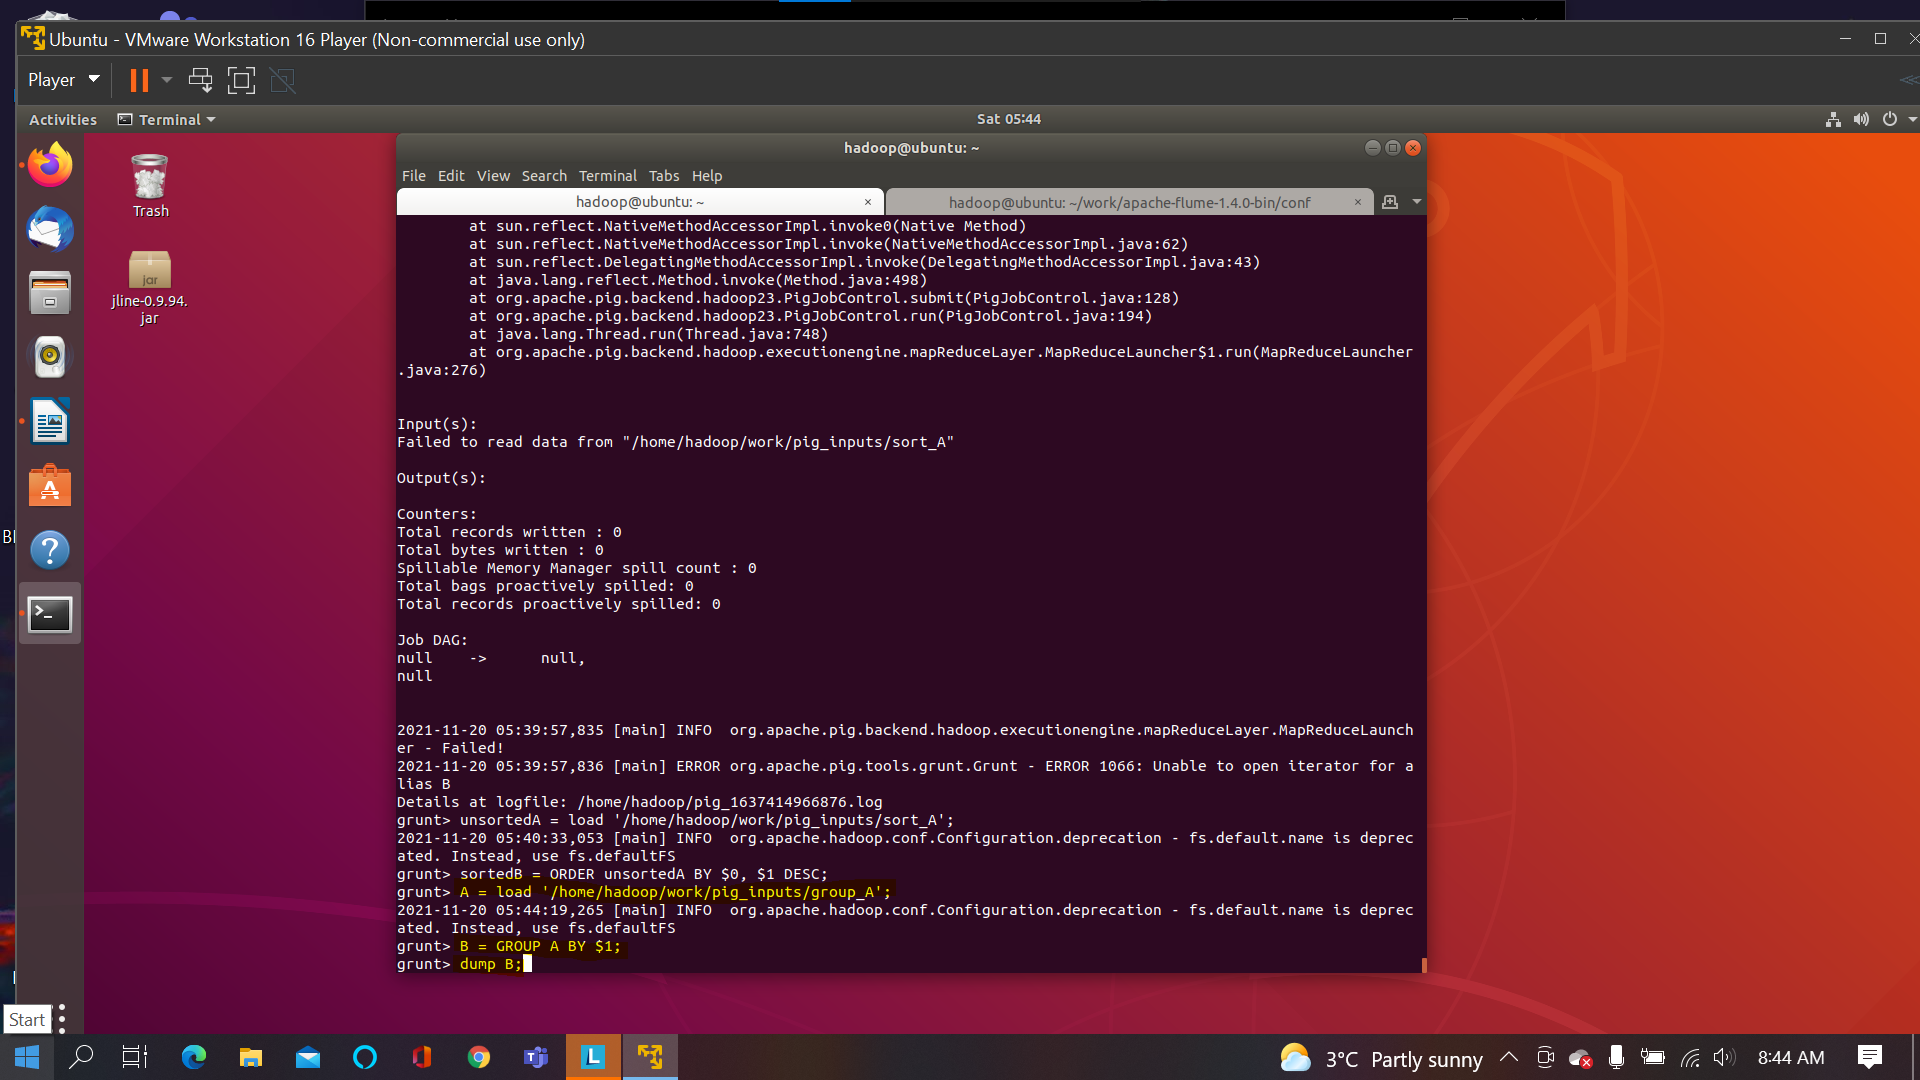 Ubuntu - VMware Workstation 16 Player (Non-commercial use only)
Player
Activities
Terminal
Sat 05:44
Trash
jar
jline-0.9.94.
jar
hadoop@ubuntu: ~
File Edit View Search Terminal Tabs Help
hadoop@ubuntu: ~
hadoop@ubuntu: ~/work/apache-flume-1.4.0-bin/conf
at sun.reflect.NativeMethodAccessorImpl.invoke0(Native Method)
at sun.reflect.NativeMethodAccessorImpl.invoke(NativeMethodAccessorImpl.java:62)
at sun.reflect.DelegatingMethodAccessorImpl.invoke(DelegatingMethodAccessorImpl.java:43)
at java.lang.reflect.Method.invoke(Method.java:498)
at org.apache.pig.backend.hadoop23.PigJobControl.submit(PigJobControl.java:128)
at org.apache.pig.backend.hadoop23.PigJobControl.run(PigJobControl.java:194)
at java.lang.Thread.run(Thread.java:748)
at org.apache.pig.backend.hadoop.executionengine.mapReduceLayer.MapReduceLauncher$1.run(MapReduceLauncher
.java:276)
Input(s):
Failed to read data from "/home/hadoop/work/pig_inputs/sort_A"
Output(s):
Counters:
Total records written : 0
Total bytes written : 0
Spillable Memory Manager spill count : 0
Total bags proactively spilled: 0
Total records proactively spilled: 0
Job DAG:
null -> null,
null
2021-11-20 05:39:57,835 [main] INFO org.apache.pig.backend.hadoop.executionengine.mapReduceLayer.MapReduceLaunch
er - Failed!
2021-11-20 05:39:57,836 [main] ERROR org.apache.pig.tools.grunt.Grunt - ERROR 1066: Unable to open iterator for a
lias B
Details at logfile: /home/hadoop/pig_1637414966876.log
grunt> unsortedA = load '/home/hadoop/work/pig_inputs/sort_A';
2021-11-20 05:40:33,053 [main] INFO org.apache.hadoop.conf.Configuration.deprecation - fs.default.name is deprec
ated. Instead, use fs.defaultFS
grunt> sortedB = ORDER unsortedA BY $0, $1 DESC;
grunt> A = load '/home/hadoop/work/pig_inputs/group_A';
2021-11-20 05:44:19,265 [main] INFO org.apache.hadoop.conf.Configuration.deprecation - fs.default.name is deprec
ated. Instead, use fs.defaultFS
grunt> B = GROUP A BY $1;
grunt> dump B;
Start
3°C Partly sunny
8:44 AM